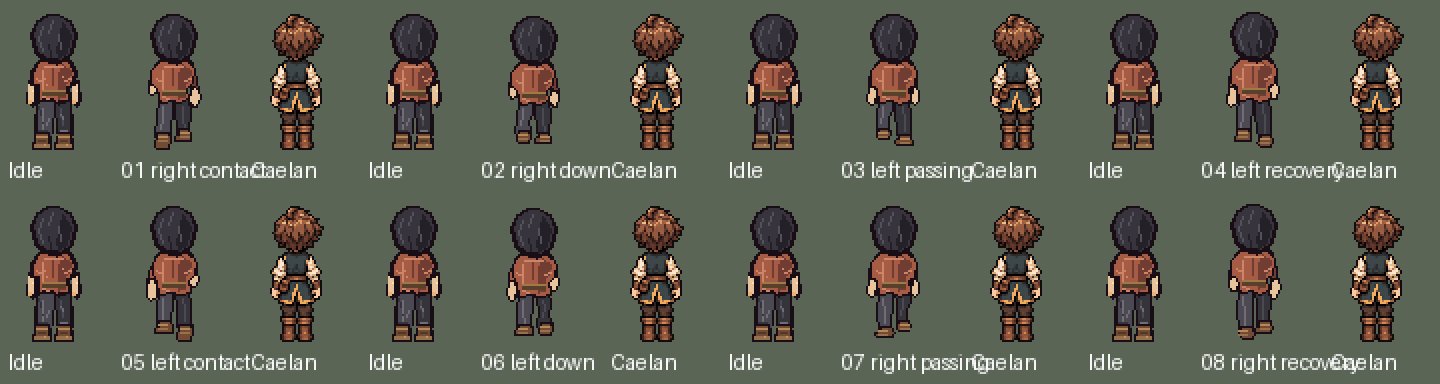 Idle 01 right contact Caelan Idle 02 right down Caelan Idle 03 left passing Caelan Idle 04 left recovery Caelan
Idle 05 left contact Caelan Idle 06 left down Caelan Idle 07 right passing Caelan Idle 08 right recovery Caelan